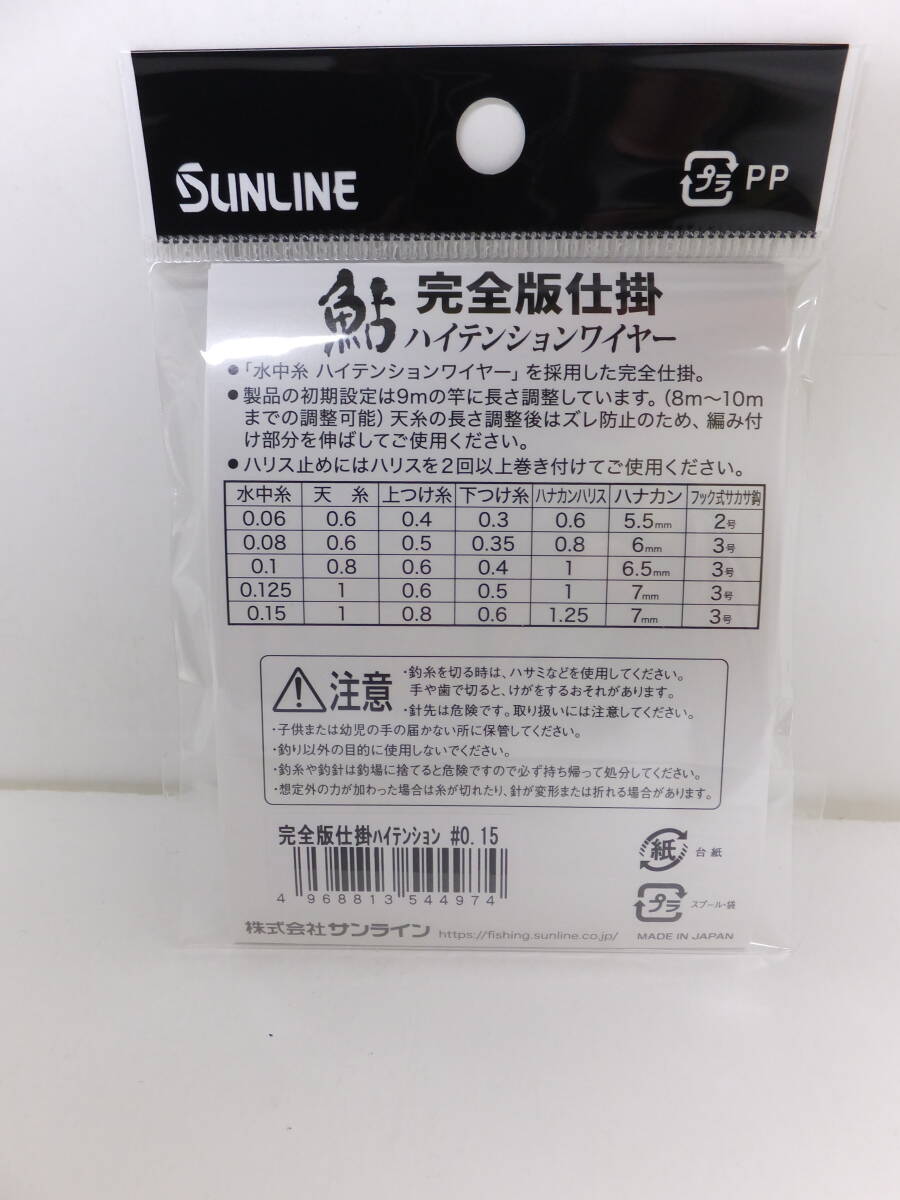 SUNLINE
プラ PP
鮎 完全版仕掛
ハイテンションワイヤー
●「水中糸 ハイテンションワイヤー」を採用した完全仕掛。
●製品の初期設定は9mの竿に長さ調整しています。(8m〜10m
までの調整可能)天糸の長さ調整後はズレ防止のため、編み付
け部分を伸ばしてご使用ください。
●ハリス止めにはハリスを2回以上巻き付けてご使用ください。
水中糸 天 糸 上つけ糸 下つけ糸 ハナカンハリス ハナカン フック式サカサ鈎
0.06 0.6 0.4 0.3 0.6 5.5mm 2号
0.08 0.6 0.5 0.35 0.8 6mm 3号
0.1 0.8 0.6 0.4 1 6.5mm 3号
0.125 1 0.6 0.5 1 7mm 3号
0.15 1 0.8 0.6 1.25 7mm 3号
注意
・釣糸を切る時は、ハサミなどを使用してください。
手や歯で切ると、けがをするおそれがあります。
・針先は危険です。取り扱いには注意してください。
・子供または幼児の手の届かない所に保管してください。
・釣り以外の目的に使用しないでください。
・釣糸や釣針は釣場に捨てると危険ですので必ず持ち帰って処分してください。
・想定外の力が加わった場合は糸が切れたり、針が変形または折れる場合があります。
完全版仕掛ハイテンション #0.15
4 968813 544974
紙 台紙
プラ スプール・袋
株式会社サンライン https://fishing.sunline.co.jp/ MADE IN JAPAN